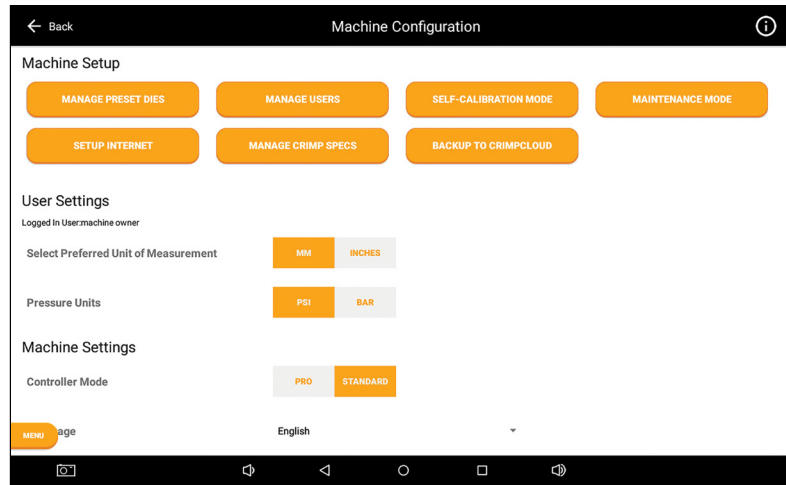 Back
Machine Configuration
Machine Setup
MANAGE PRESET DIES
MANAGE USERS
SELF-CALIBRATION MODE
MAINTENANCE MODE
SETUP INTERNET
MANAGE CRIMP SPECS
BACKUP TO CRIMPCLOUD
User Settings
Logged In User:machine owner
Select Preferred Unit of Measurement
MM
INCHES
Pressure Units
PSI
BAR
Machine Settings
Controller Mode
PRO
STANDARD
MENU
age
English